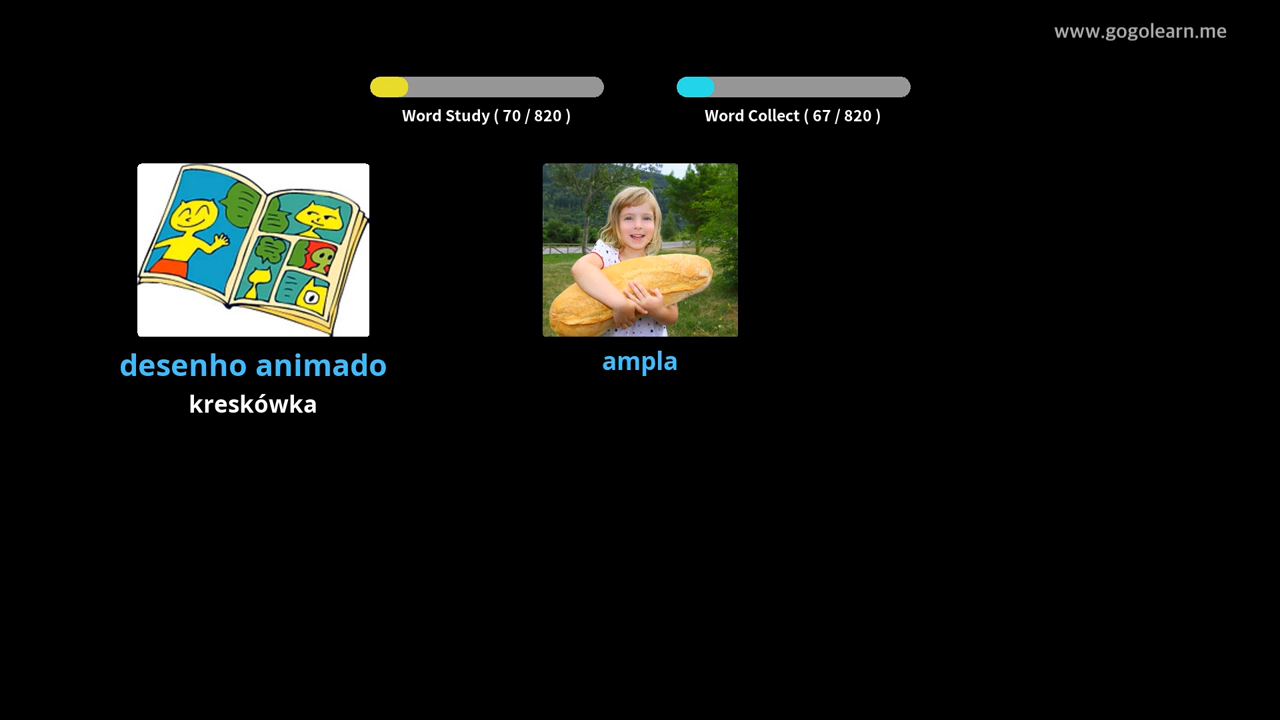 www.gogolearn.me
Word Study ( 70 / 820 )
Word Collect ( 67 / 820 )
desenho animado
kreskówka
ampla